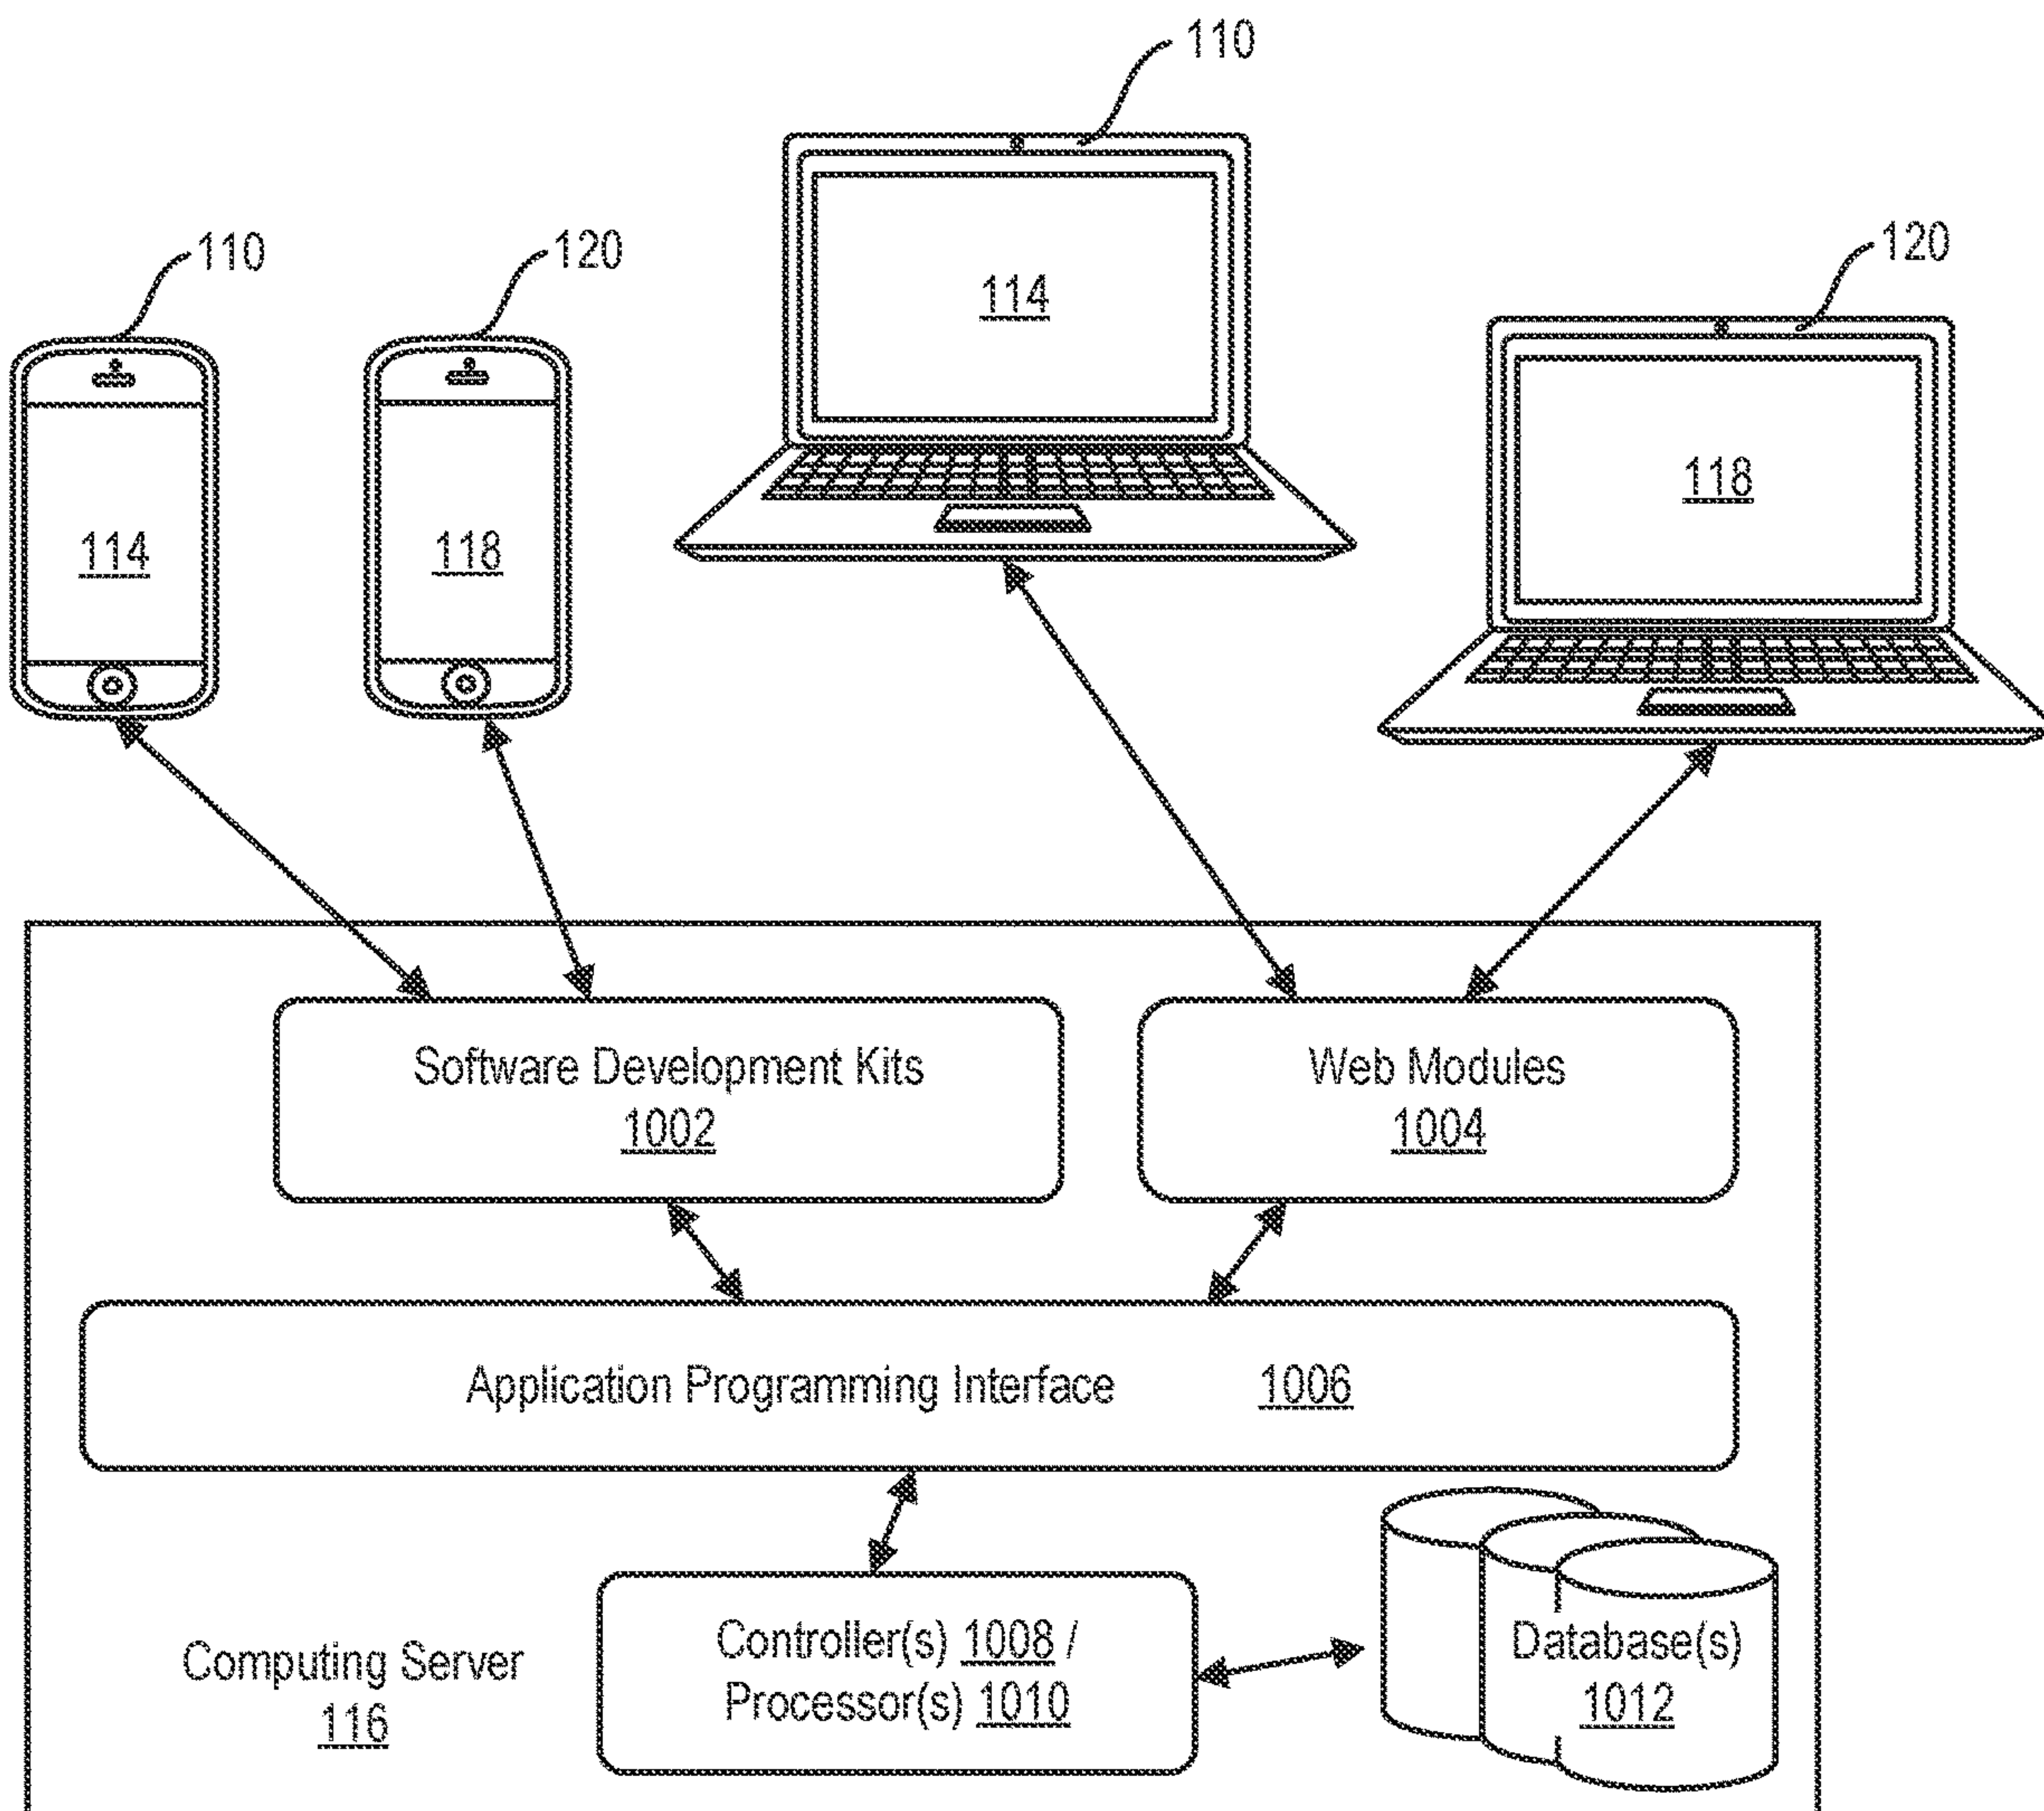 110
110
120
120
114
118
114
118
Software Development Kits
1002
Web Modules
1004
Application Programming Interface 1006
Computing Server
116
Controller(s) 1008 /
Processor(s) 1010
Database(s)
1012